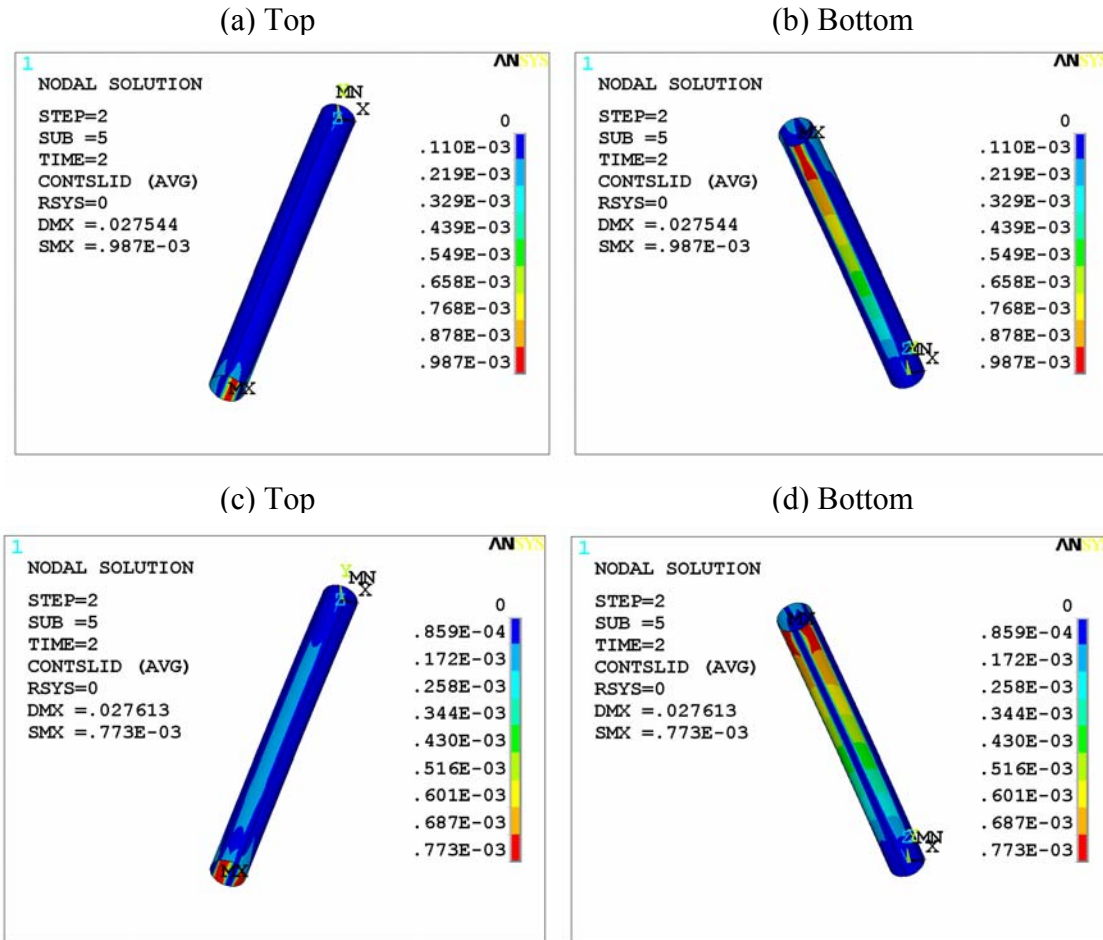 (a) Top
(b) Bottom
1
ANSYS
NODAL SOLUTION
STEP=2
SUB =5
TIME=2
CONTSLID (AVG)
RSYS=0
DMX =.027544
SMX =.987E-03
MN
X
Z
MX
0
.110E-03
.219E-03
.329E-03
.439E-03
.549E-03
.658E-03
.768E-03
.878E-03
.987E-03
1
ANSYS
NODAL SOLUTION
STEP=2
SUB =5
TIME=2
CONTSLID (AVG)
RSYS=0
DMX =.027544
SMX =.987E-03
MX
Z
MN
X
0
.110E-03
.219E-03
.329E-03
.439E-03
.549E-03
.658E-03
.768E-03
.878E-03
.987E-03
(c) Top
(d) Bottom
1
ANSYS
NODAL SOLUTION
STEP=2
SUB =5
TIME=2
CONTSLID (AVG)
RSYS=0
DMX =.027613
SMX =.773E-03
Y
MN
X
Z
MX
0
.859E-04
.172E-03
.258E-03
.344E-03
.430E-03
.516E-03
.601E-03
.687E-03
.773E-03
1
ANSYS
NODAL SOLUTION
STEP=2
SUB =5
TIME=2
CONTSLID (AVG)
RSYS=0
DMX =.027613
SMX =.773E-03
MX
Z
MN
X
0
.859E-04
.172E-03
.258E-03
.344E-03
.430E-03
.516E-03
.601E-03
.687E-03
.773E-03